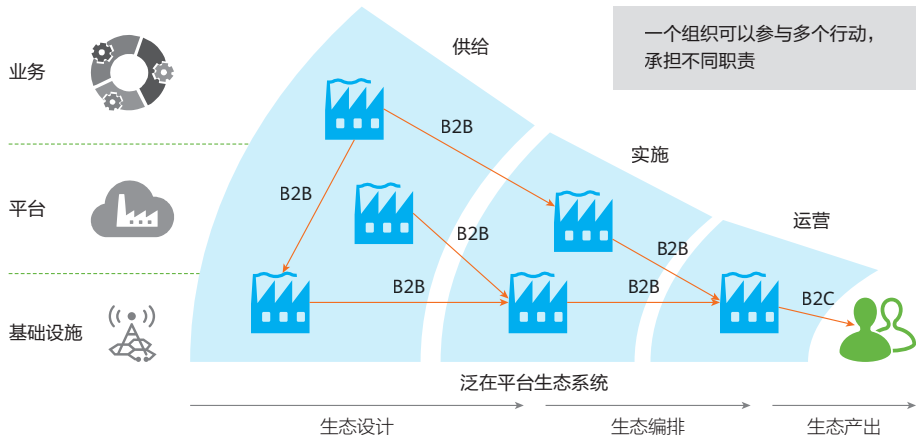 一个组织可以参与多个行动，
承担不同职责
供给
业务
B2B
实施
B2B
平台
运营
B2B
B2B
B2B
B2B
B2C
基础设施
泛在平台生态系统
生态设计
生态编排
生态产出